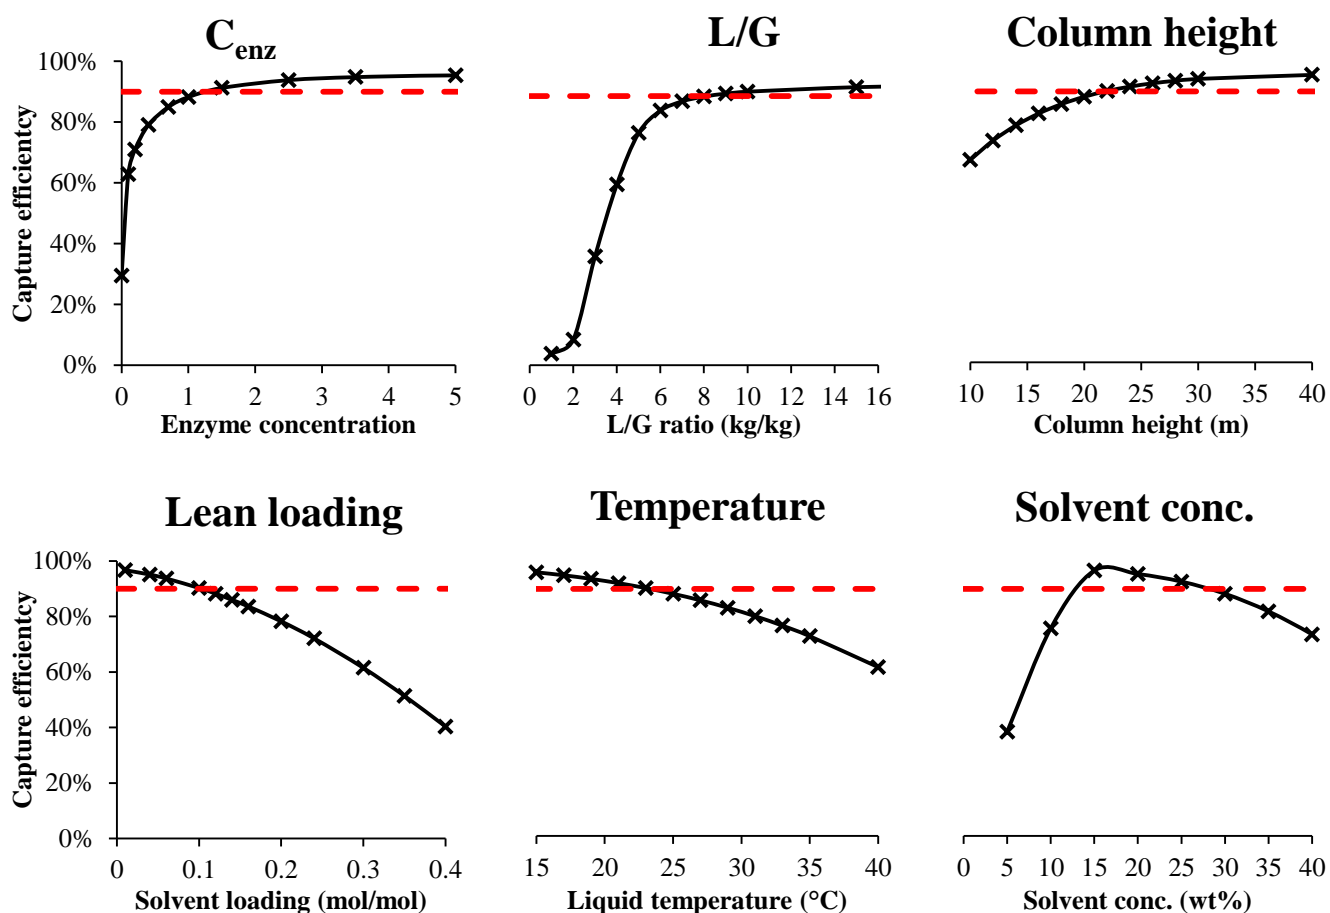 C_enz
L/G
Column height
Capture efficientcy
100%
80%
60%
40%
20%
0%
0 1 2 3 4 5
Enzyme concentration
0 2 4 6 8 10 12 14 16
L/G ratio (kg/kg)
10 20 30 40
Column height (m)
Lean loading
Temperature
Solvent conc.
Capture efficientcy
100%
80%
60%
40%
20%
0%
0 0.1 0.2 0.3 0.4
Solvent loading (mol/mol)
15 20 25 30 35 40
Liquid temperature (°C)
0 5 10 15 20 25 30 35 40
Solvent conc. (wt%)